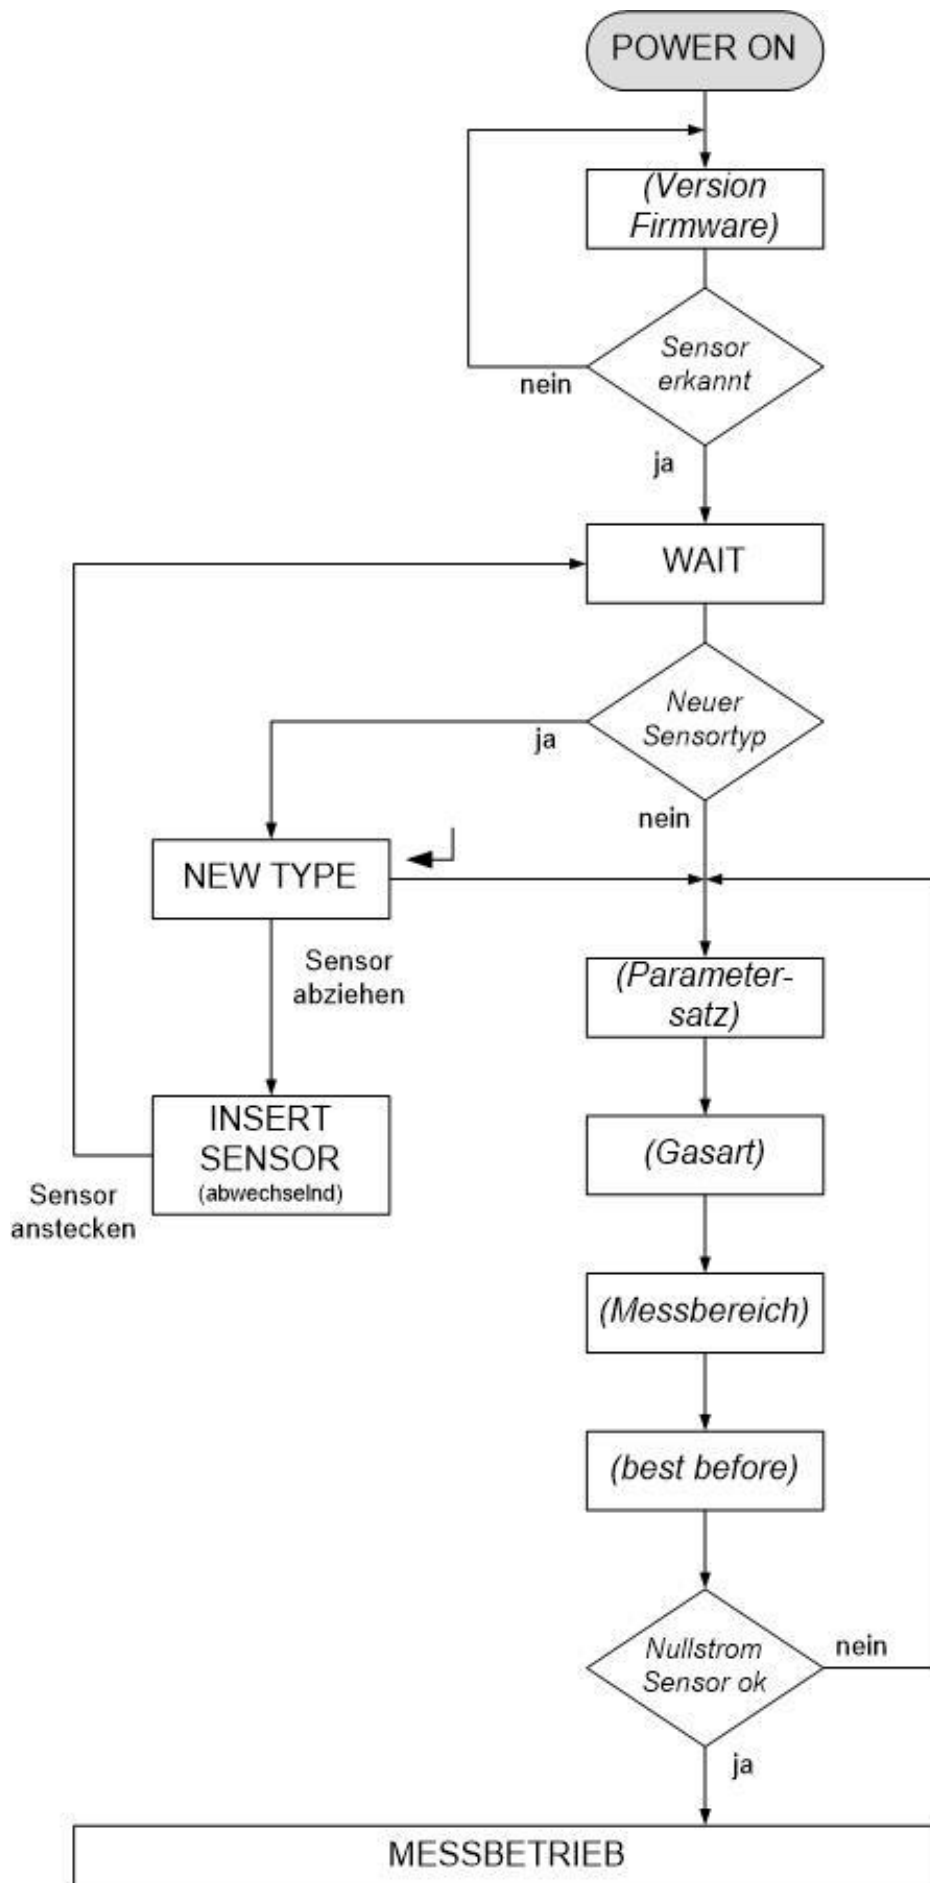 POWER ON
(Version
Firmware)
Sensor
erkannt
nein
ja
WAIT
Neuer
Sensortyp
ja
nein
NEW TYPE
Sensor
abziehen
(Parameter-
satz)
INSERT
SENSOR
(abwechselnd)
Sensor
anstecken
(Gasart)
(Messbereich)
(best before)
Nullstrom
Sensor ok
nein
ja
MESSBETRIEB